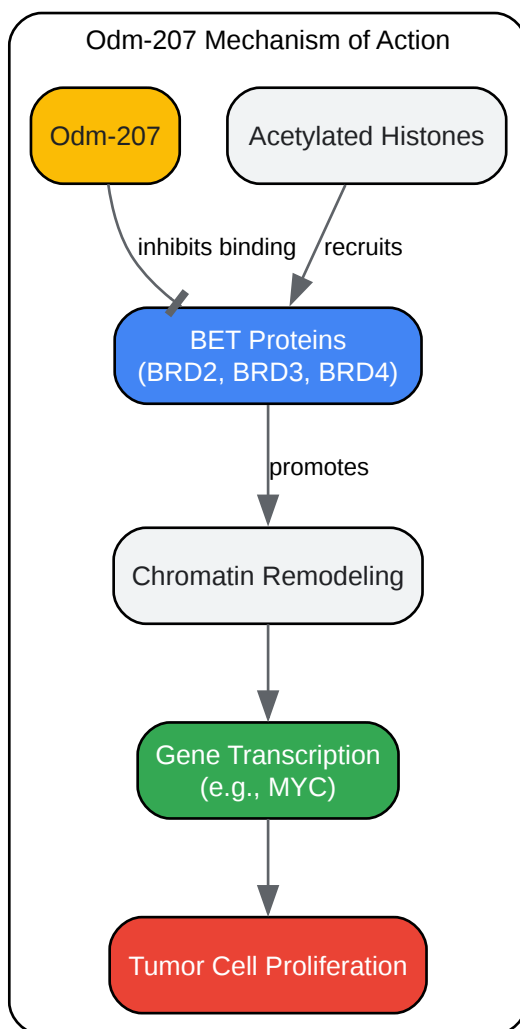 Odm-207 Mechanism of Action
Odm-207
Acetylated Histones
inhibits binding
recruits
BET Proteins
(BRD2, BRD3, BRD4)
promotes
Chromatin Remodeling
Gene Transcription
(e.g., MYC)
Tumor Cell Proliferation